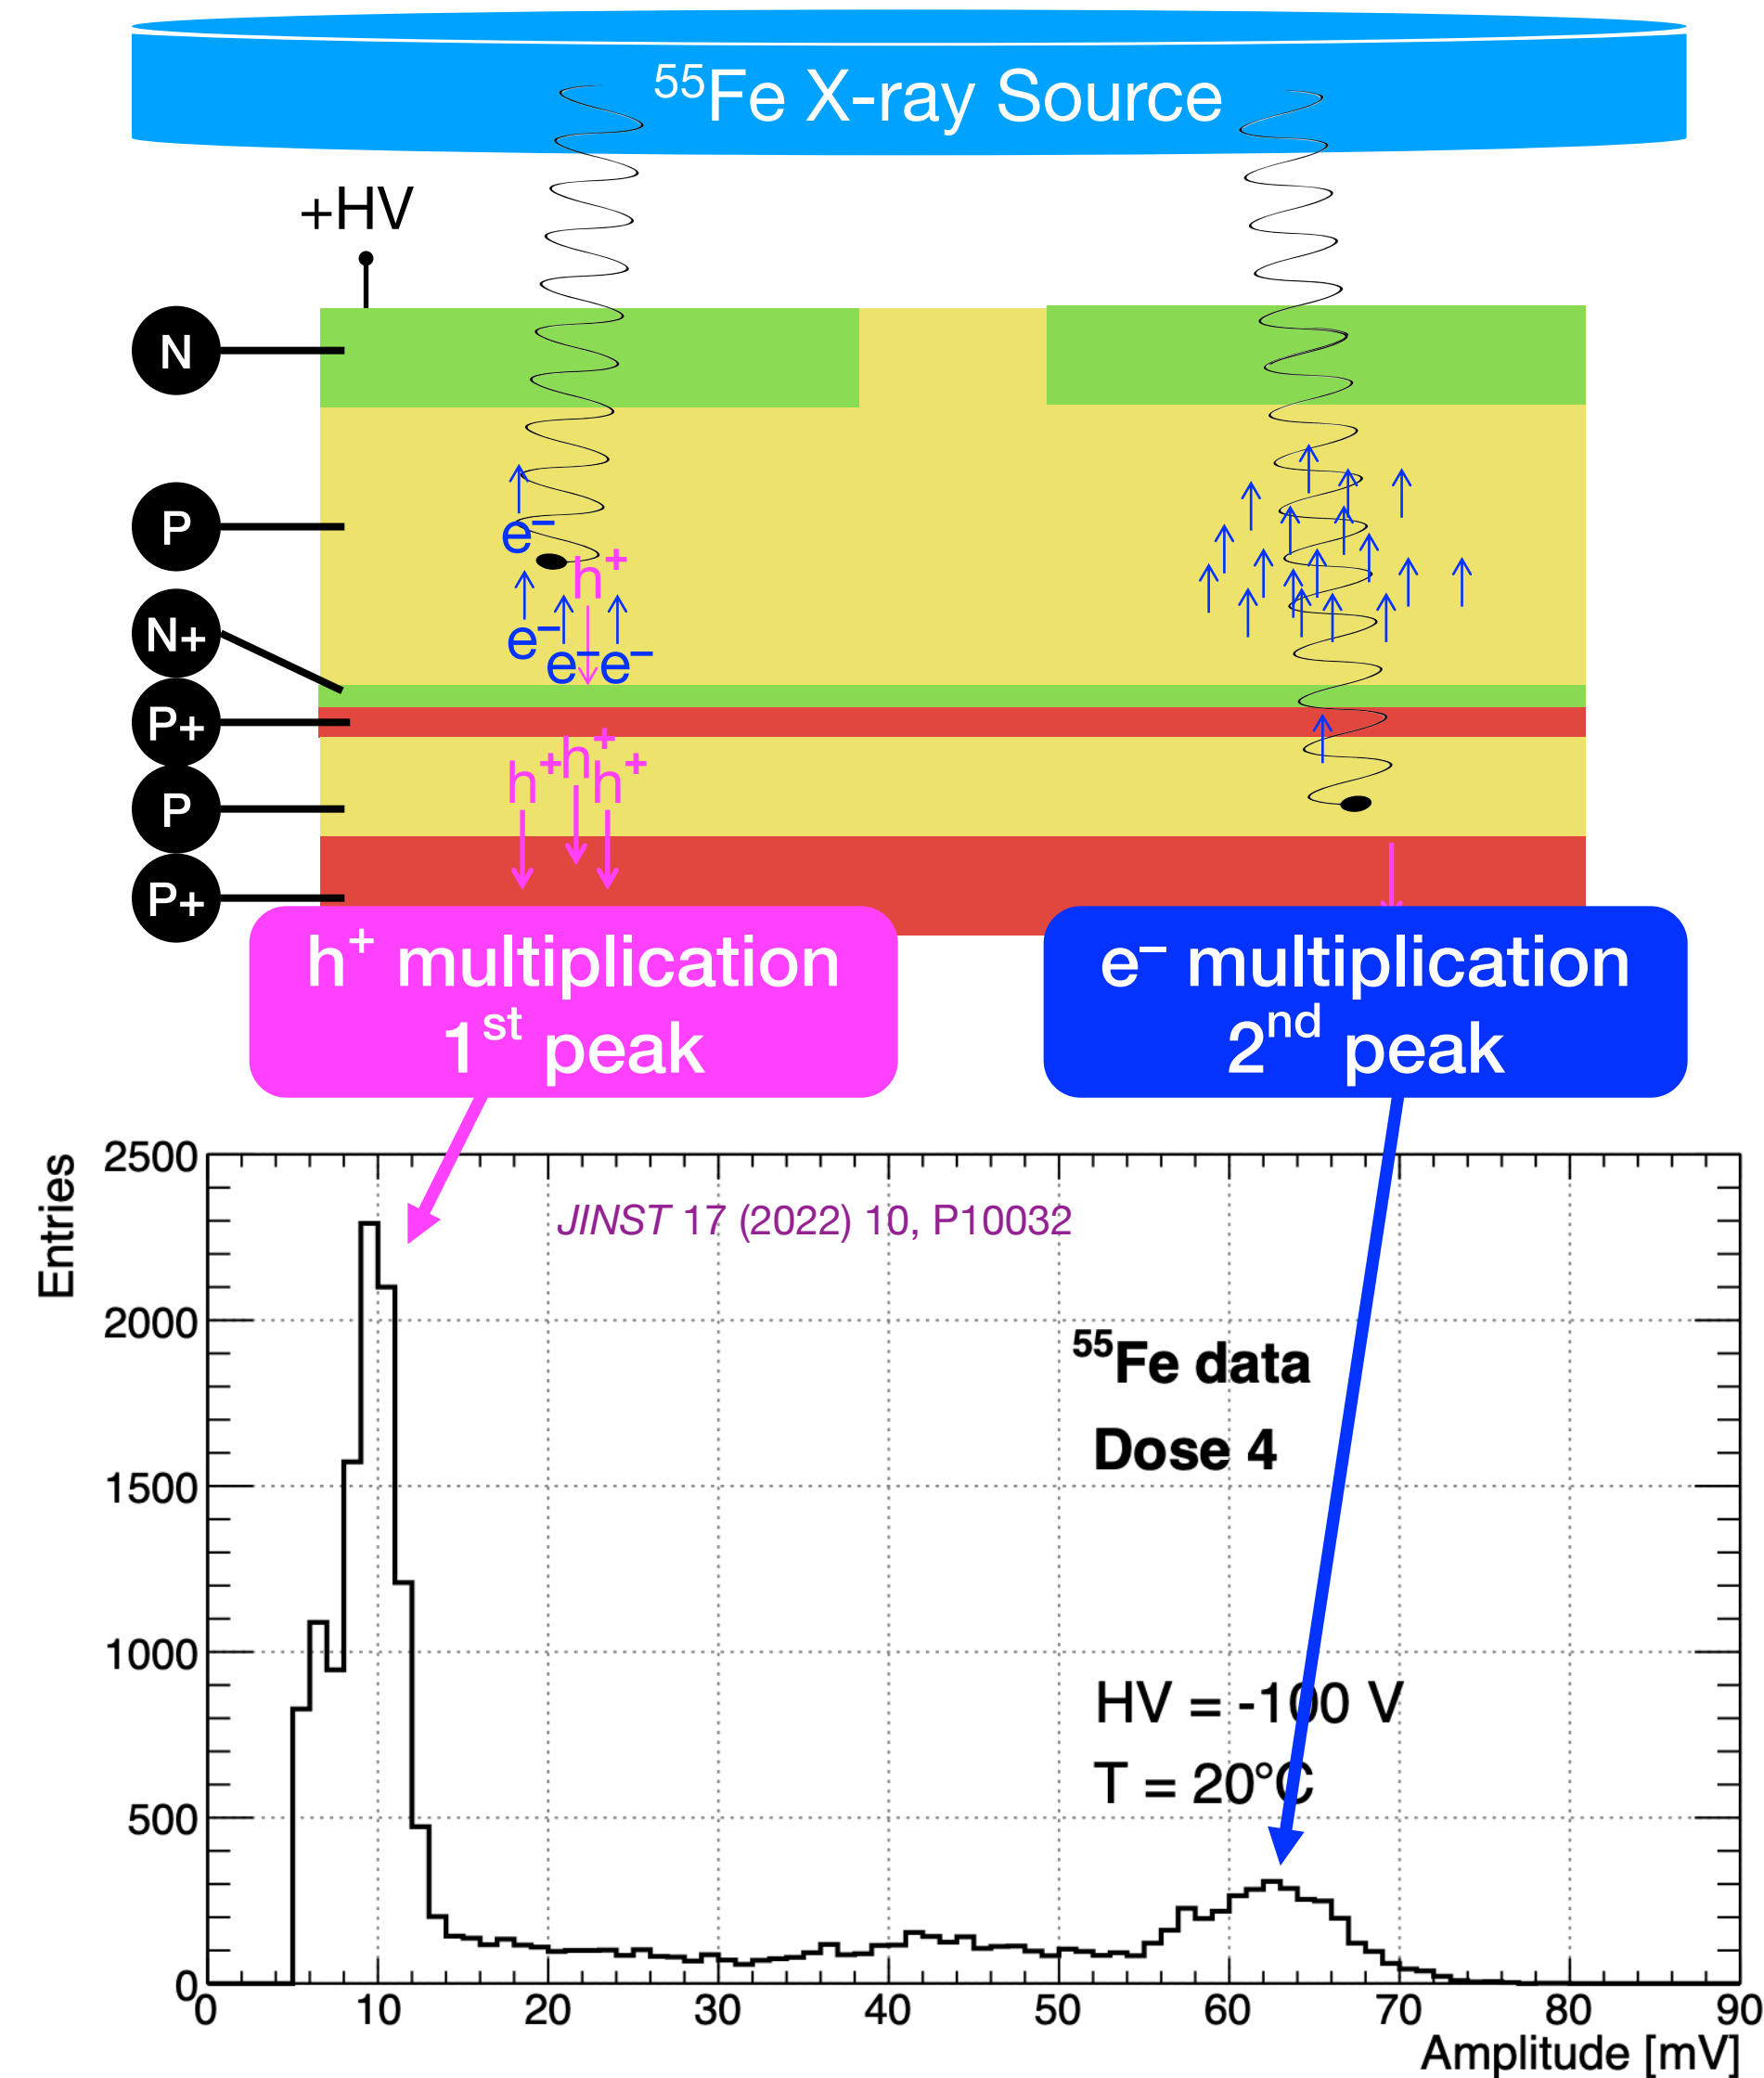 ⁵⁵Fe X-ray Source
+HV
N
P
N+
P+
P
P+
e⁻
h⁺
e⁻
e⁻ e⁻
h⁺
h⁺ h⁺
h⁺ multiplication
1ˢᵗ peak
e⁻ multiplication
2ⁿᵈ peak
Entries
2500
2000
1500
1000
500
0
JINST 17 (2022) 10, P10032
⁵⁵Fe data
Dose 4
HV = -100 V
T = 20°C
0 10 20 30 40 50 60 70 80 90
Amplitude [mV]